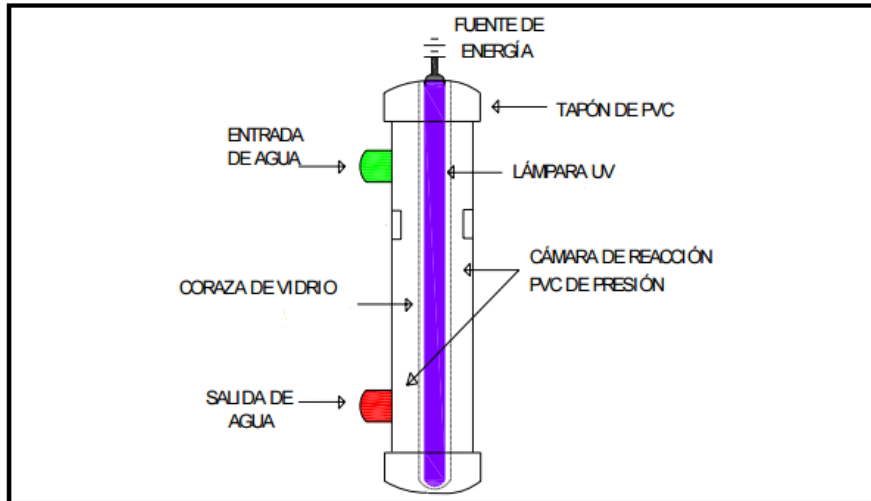 FUENTE DE
ENERGÍA
TAPÓN DE PVC
ENTRADA
DE AGUA
LÁMPARA UV
CÁMARA DE REACCIÓN
PVC DE PRESIÓN
CORAZA DE VIDRIO
SALIDA DE
AGUA